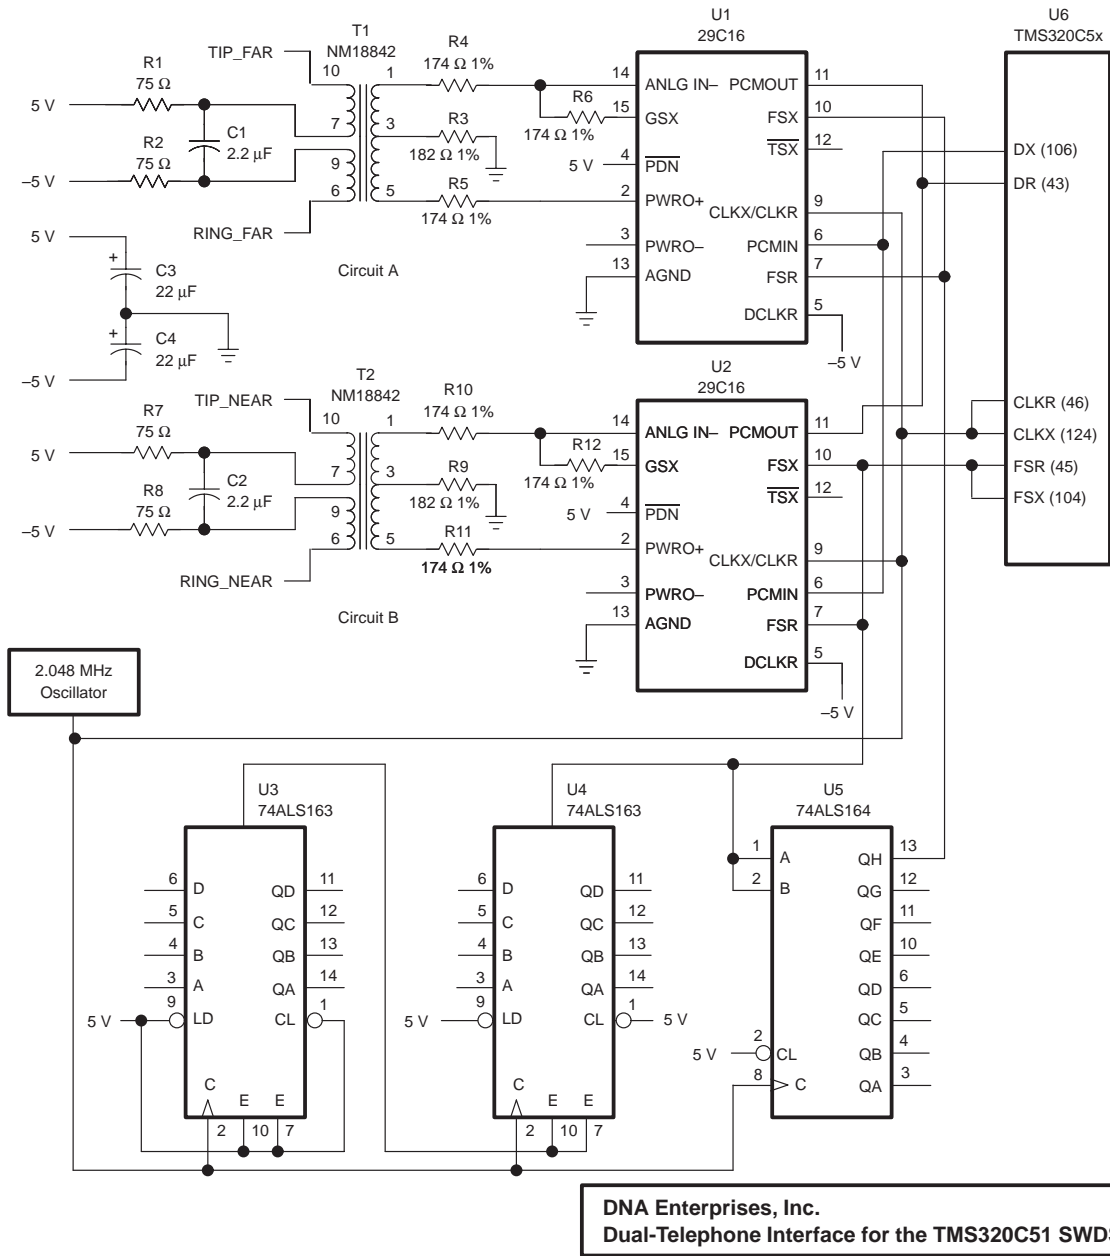 T1
NM18842
TIP_FAR
R1
75 Ω
5 V
R2
75 Ω
–5 V
C1
2.2 μF
10
7
9
6
1
3
5
R4
174 Ω 1%
R3
182 Ω 1%
R5
174 Ω 1%
R6
174 Ω 1%
RING_FAR
Circuit A
5 V
+
C3
22 μF
+
C4
22 μF
–5 V
U1
29C16
14 ANLG IN– PCMOUT 11
15 GSX FSX 10
TSX 12
5 V 4 PDN
2 PWRO+ CLKX/CLKR 9
3 PWRO– PCMIN 6
13 AGND FSR 7
DCLKR 5
–5 V
U6
TMS320C5x
DX (106)
DR (43)
CLKR (46)
CLKX (124)
FSR (45)
FSX (104)
T2
NM18842
TIP_NEAR
R7
75 Ω
5 V
R8
75 Ω
–5 V
C2
2.2 μF
10
7
9
6
1
3
5
R10
174 Ω 1%
R9
182 Ω 1%
R11
174 Ω 1%
R12
174 Ω 1%
RING_NEAR
Circuit B
U2
29C16
14 ANLG IN– PCMOUT 11
15 GSX FSX 10
TSX 12
5 V 4 PDN
2 PWRO+ CLKX/CLKR 9
3 PWRO– PCMIN 6
13 AGND FSR 7
DCLKR 5
–5 V
2.048 MHz
Oscillator
U3
74ALS163
6 D QD 11
5 C QC 12
4 B QB 13
3 A QA 14
5 V 9 LD CL 1
C E E
2 10 7
U4
74ALS163
6 D QD 11
5 C QC 12
4 B QB 13
3 A QA 14
5 V 9 LD CL 1 5 V
C E E
2 10 7
U5
74ALS164
1 A QH 13
2 B QG 12
QF 11
QE 10
QD 6
QC 5
5 V 2 CL QB 4
8 C QA 3
DNA Enterprises, Inc.
Dual-Telephone Interface for the TMS320C51 SWD